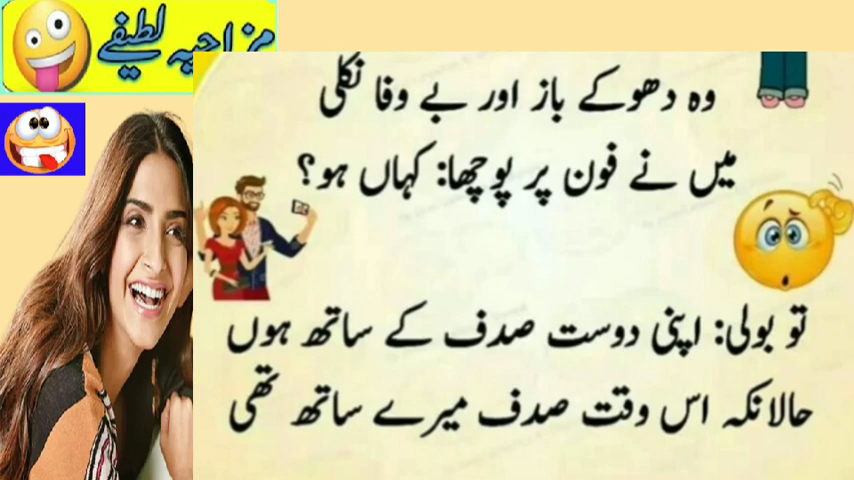 مزاحیہ لطیفے
وہ دھوکے باز اور بے وفا نکلی
میں نے فون پر پوچھا: کہاں ہو؟
تو بولی: اپنی دوست صدف کے ساتھ ہوں
حالانکہ اس وقت صدف میرے ساتھ تھی